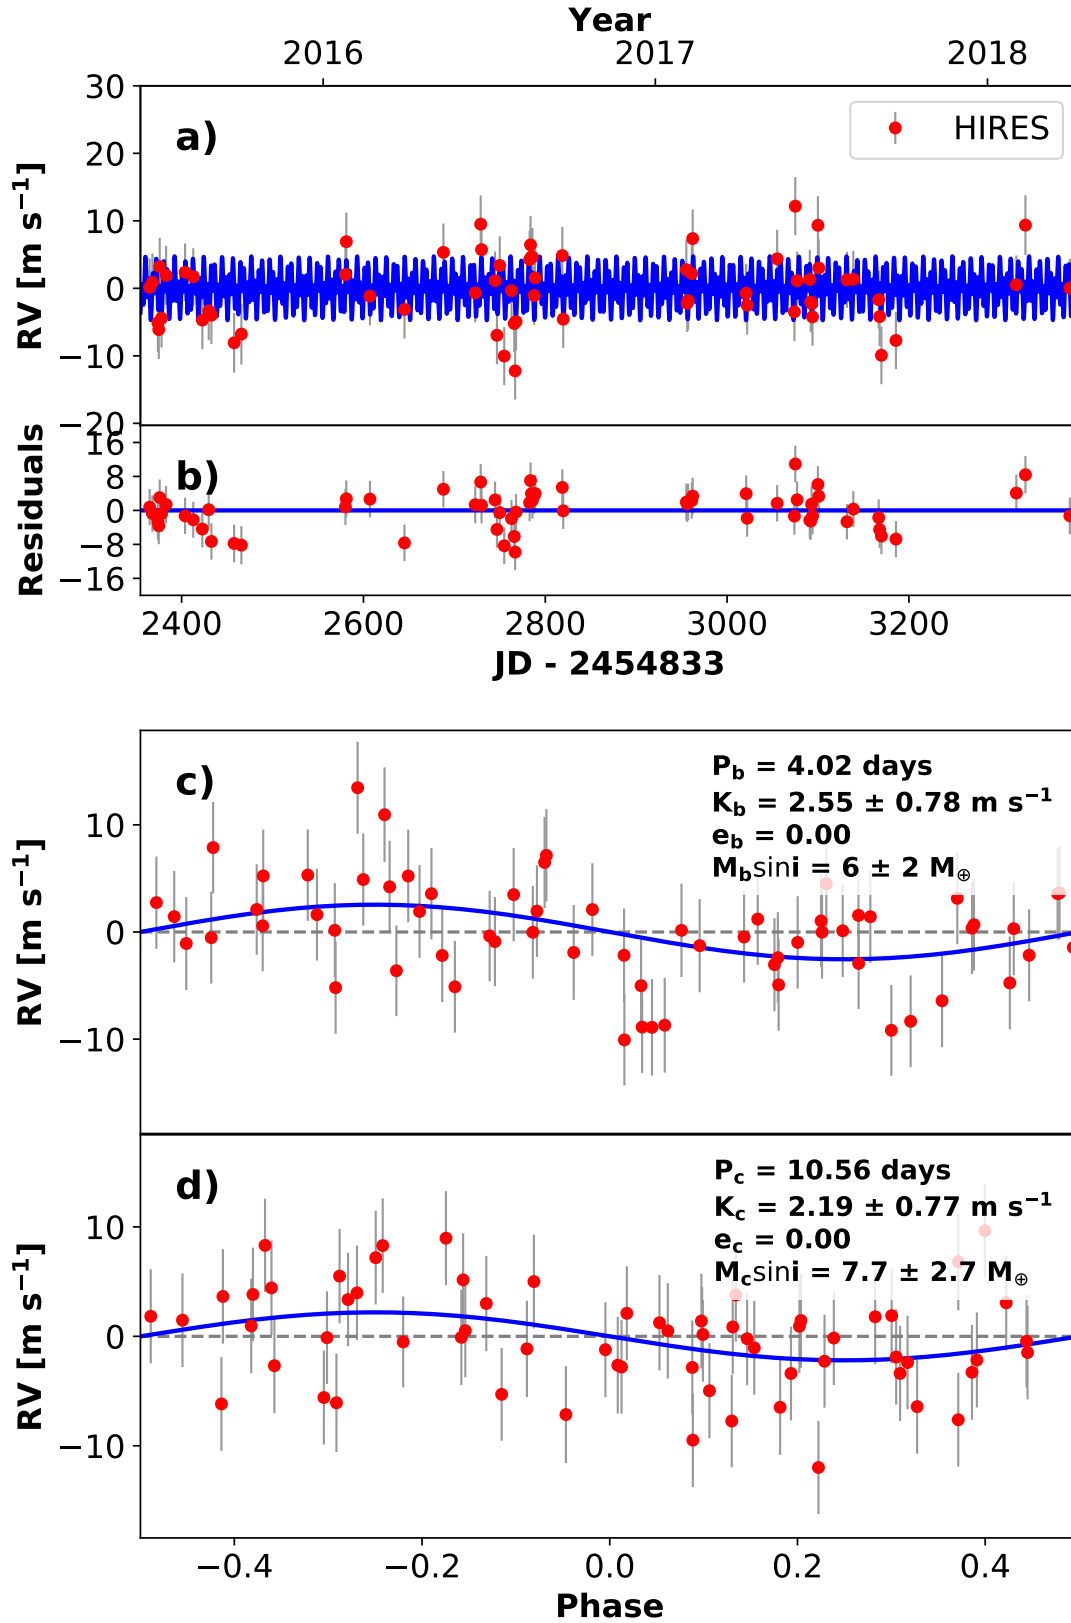 Year
2016 2017 2018
30
20
10
0
−10
−20
RV [m s⁻¹]
a)
HIRES
16
8
0
−8
−16
Residuals
b)
2400 2600 2800 3000 3200
JD - 2454833
c)
P_b = 4.02 days
K_b = 2.55 ± 0.78 m s⁻¹
e_b = 0.00
M_b sin i = 6 ± 2 M_⊕
10
0
−10
RV [m s⁻¹]
d)
P_c = 10.56 days
K_c = 2.19 ± 0.77 m s⁻¹
e_c = 0.00
M_c sin i = 7.7 ± 2.7 M_⊕
10
0
−10
RV [m s⁻¹]
−0.4 −0.2 0.0 0.2 0.4
Phase